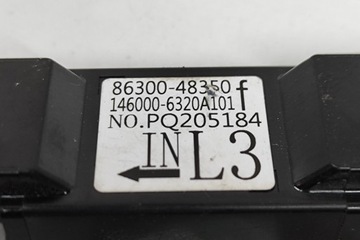 86300-48350 f
146000-6320A101
NO.PQ205184
← IN L3